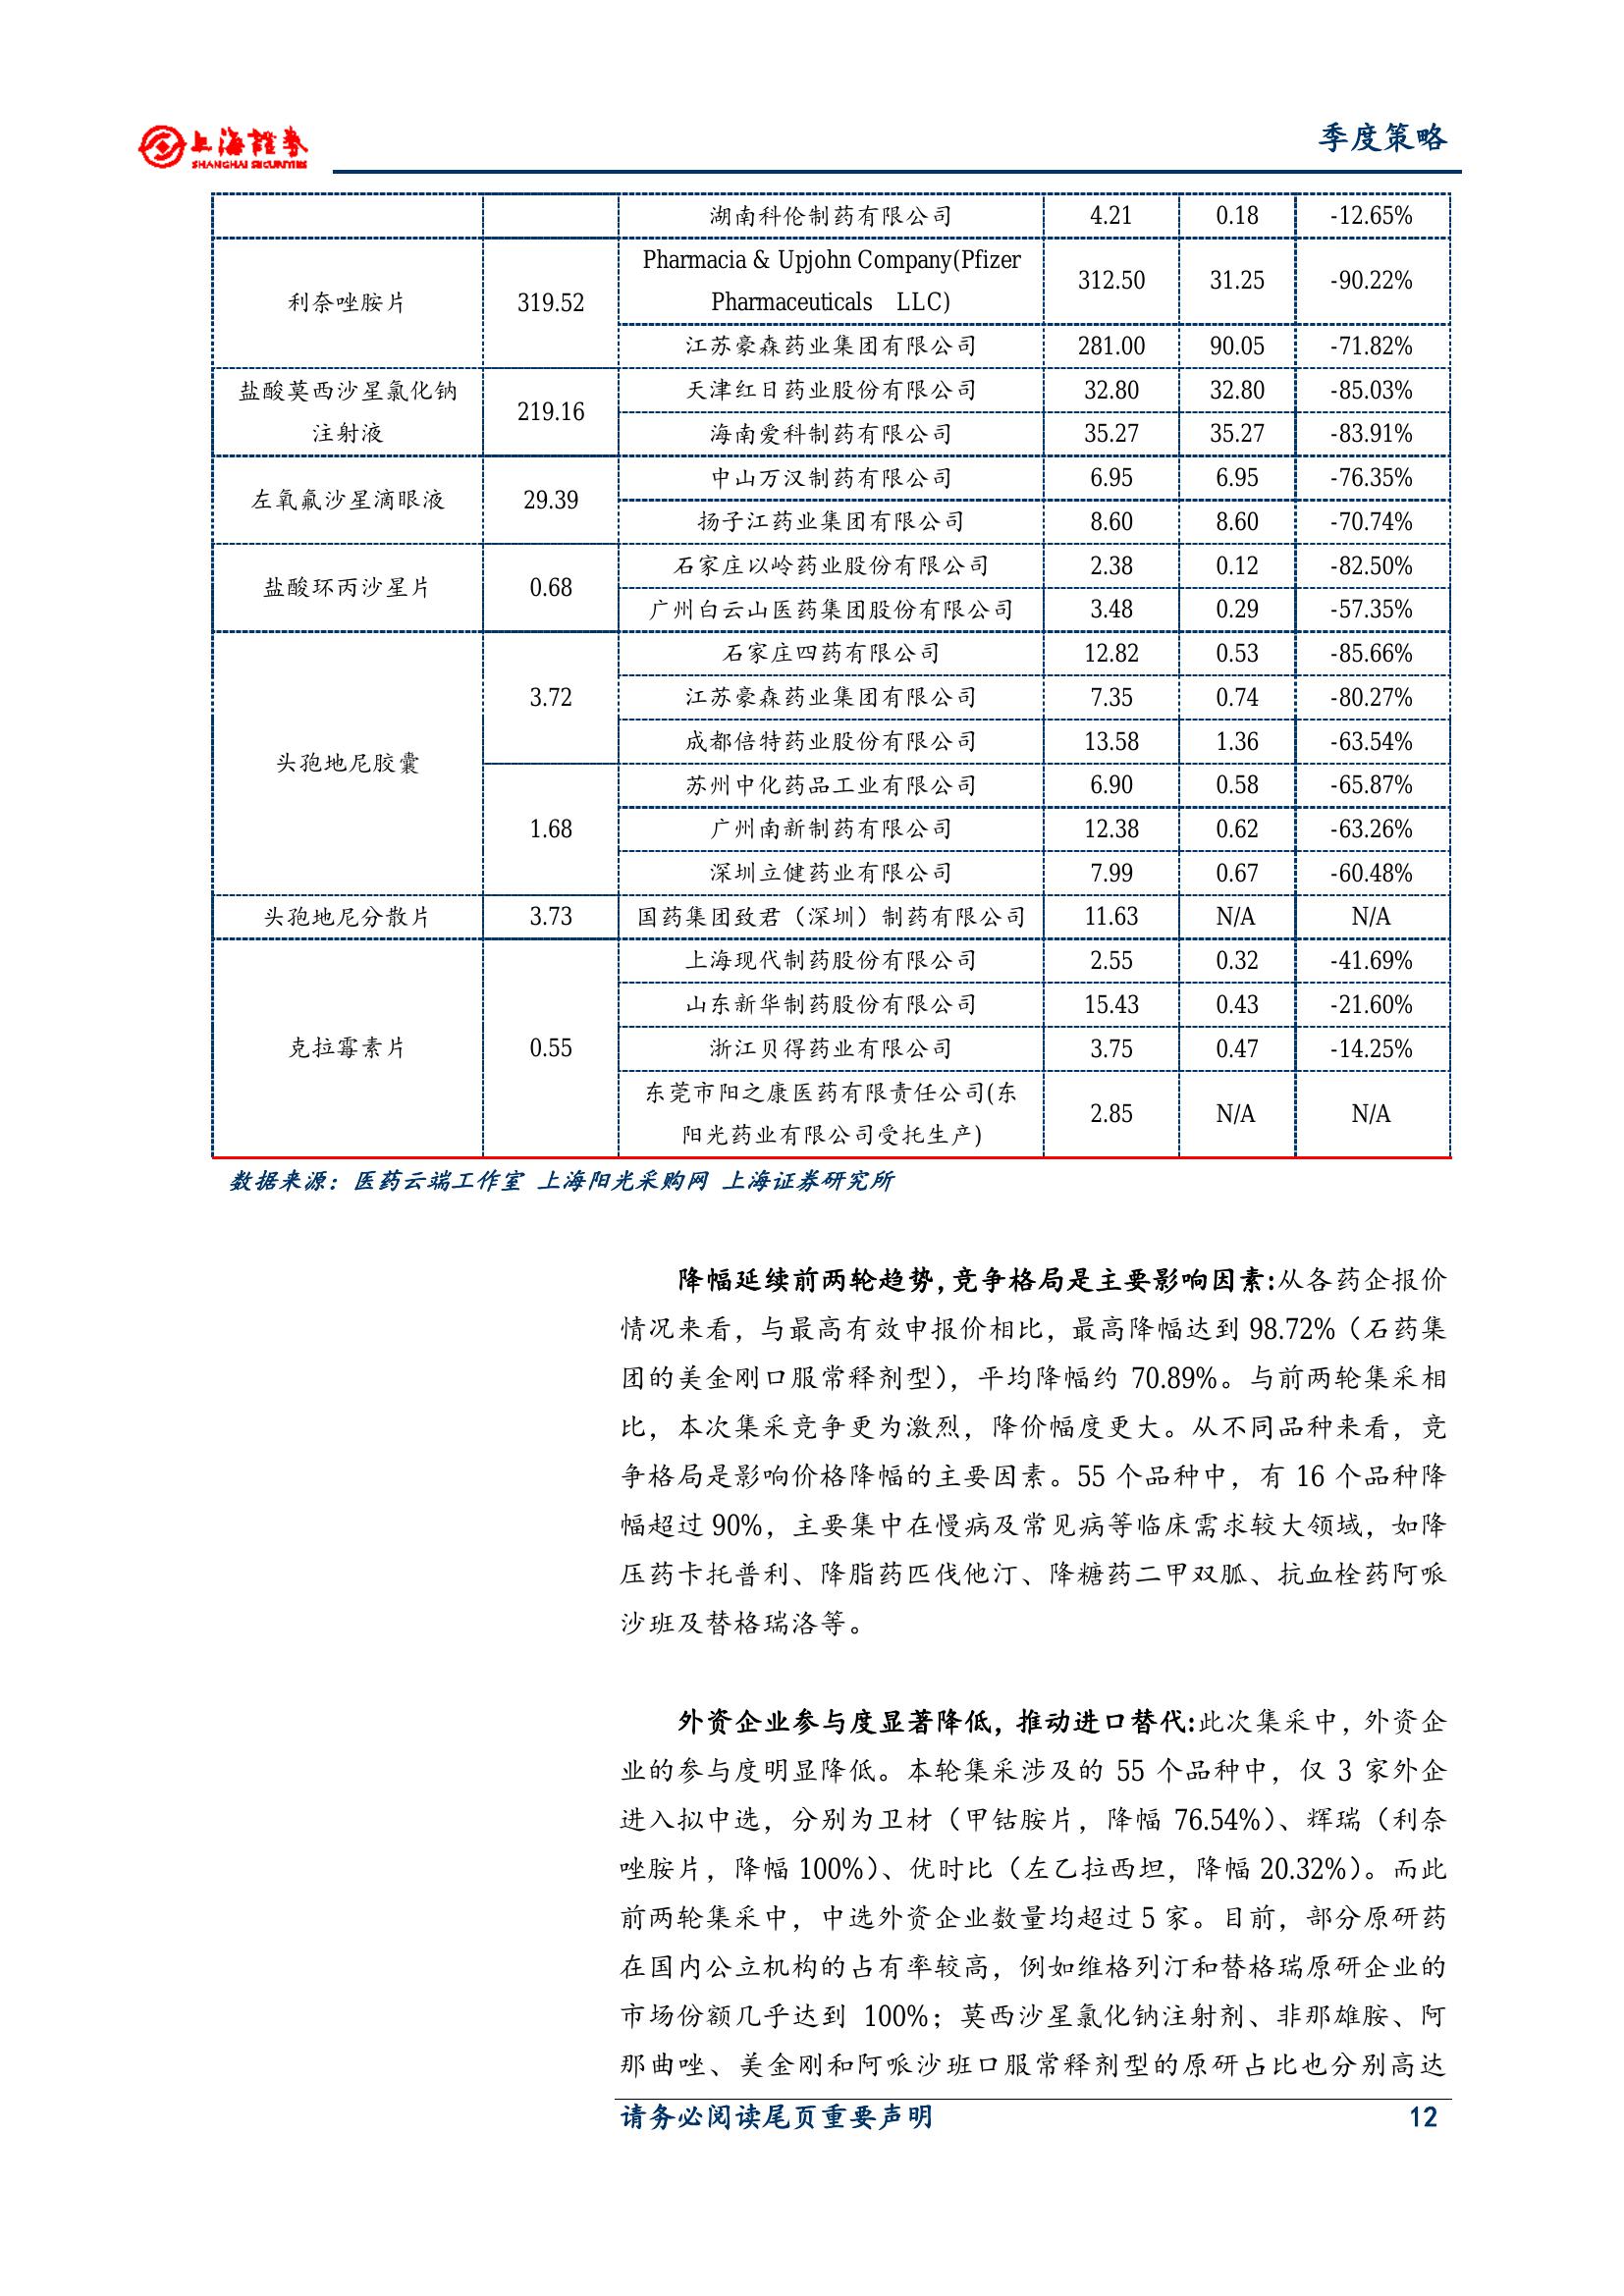 上海證券
SHANGHAI SECURITIES
季度策略
湖南科伦制药有限公司 4.21 0.18 -12.65%
利奈唑胺片 319.52 Pharmacia & Upjohn Company(Pfizer
Pharmaceuticals LLC) 312.50 31.25 -90.22%
江苏豪森药业集团有限公司 281.00 90.05 -71.82%
盐酸莫西沙星氯化钠
注射液 219.16 天津红日药业股份有限公司 32.80 32.80 -85.03%
海南爱科制药有限公司 35.27 35.27 -83.91%
左氧氟沙星滴眼液 29.39 中山万汉制药有限公司 6.95 6.95 -76.35%
扬子江药业集团有限公司 8.60 8.60 -70.74%
盐酸环丙沙星片 0.68 石家庄以岭药业股份有限公司 2.38 0.12 -82.50%
广州白云山医药集团股份有限公司 3.48 0.29 -57.35%
头孢地尼胶囊 3.72 石家庄四药有限公司 12.82 0.53 -85.66%
江苏豪森药业集团有限公司 7.35 0.74 -80.27%
成都倍特药业股份有限公司 13.58 1.36 -63.54%
1.68 苏州中化药品工业有限公司 6.90 0.58 -65.87%
广州南新制药有限公司 12.38 0.62 -63.26%
深圳立健药业有限公司 7.99 0.67 -60.48%
头孢地尼分散片 3.73 国药集团致君（深圳）制药有限公司 11.63 N/A N/A
克拉霉素片 0.55 上海现代制药股份有限公司 2.55 0.32 -41.69%
山东新华制药股份有限公司 15.43 0.43 -21.60%
浙江贝得药业有限公司 3.75 0.47 -14.25%
东莞市阳之康医药有限责任公司(东
阳光药业有限公司受托生产) 2.85 N/A N/A
数据来源：医药云端工作室 上海阳光采购网 上海证券研究所
降幅延续前两轮趋势，竞争格局是主要影响因素:从各药企报价
情况来看，与最高有效申报价相比，最高降幅达到 98.72%（石药集
团的美金刚口服常释剂型），平均降幅约 70.89%。与前两轮集采相
比，本次集采竞争更为激烈，降价幅度更大。从不同品种来看，竞
争格局是影响价格降幅的主要因素。55 个品种中，有 16 个品种降
幅超过 90%，主要集中在慢病及常见病等临床需求较大领域，如降
压药卡托普利、降脂药匹伐他汀、降糖药二甲双胍、抗血栓药阿哌
沙班及替格瑞洛等。
外资企业参与度显著降低，推动进口替代:此次集采中，外资企
业的参与度明显降低。本轮集采涉及的 55 个品种中，仅 3 家外企
进入拟中选，分别为卫材（甲钴胺片，降幅 76.54%）、辉瑞（利奈
唑胺片，降幅 100%）、优时比（左乙拉西坦，降幅 20.32%）。而此
前两轮集采中，中选外资企业数量均超过 5 家。目前，部分原研药
在国内公立机构的占有率较高，例如维格列汀和替格瑞原研企业的
市场份额几乎达到 100%；莫西沙星氯化钠注射剂、非那雄胺、阿
那曲唑、美金刚和阿哌沙班口服常释剂型的原研占比也分别高达
请务必阅读尾页重要声明 12